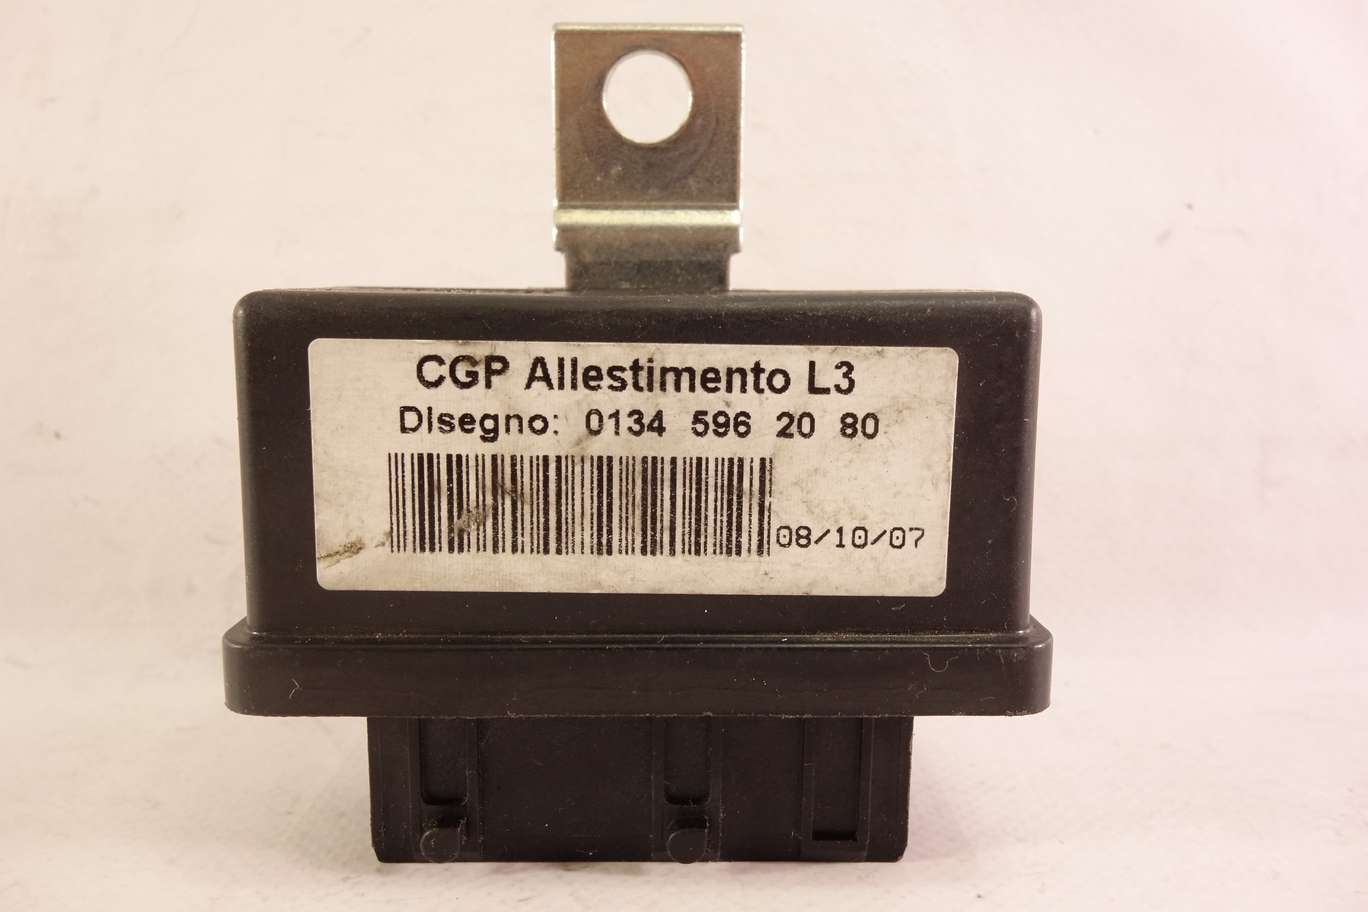 CGP Allestimento L3
Disegno: 0134 596 20 80
08/10/07